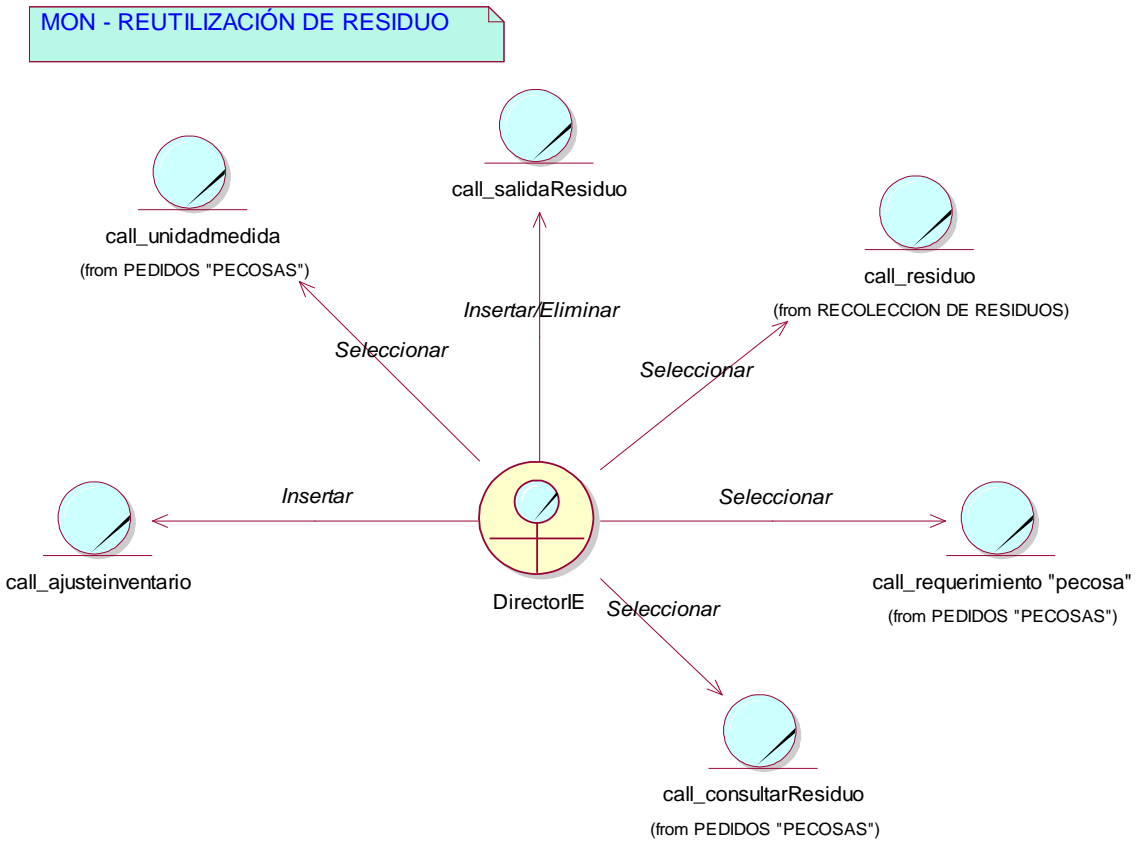 MON - REUTILIZACIÓN DE RESIDUO
call_salidaResiduo
call_unidadmedida
(from PEDIDOS "PECOSAS")
call_residuo
(from RECOLECCION DE RESIDUOS)
Insertar/Eliminar
Seleccionar
Seleccionar
Insertar
Seleccionar
call_ajusteinventario
call_requerimiento "pecosa"
(from PEDIDOS "PECOSAS")
DirectorIE
Seleccionar
call_consultarResiduo
(from PEDIDOS "PECOSAS")